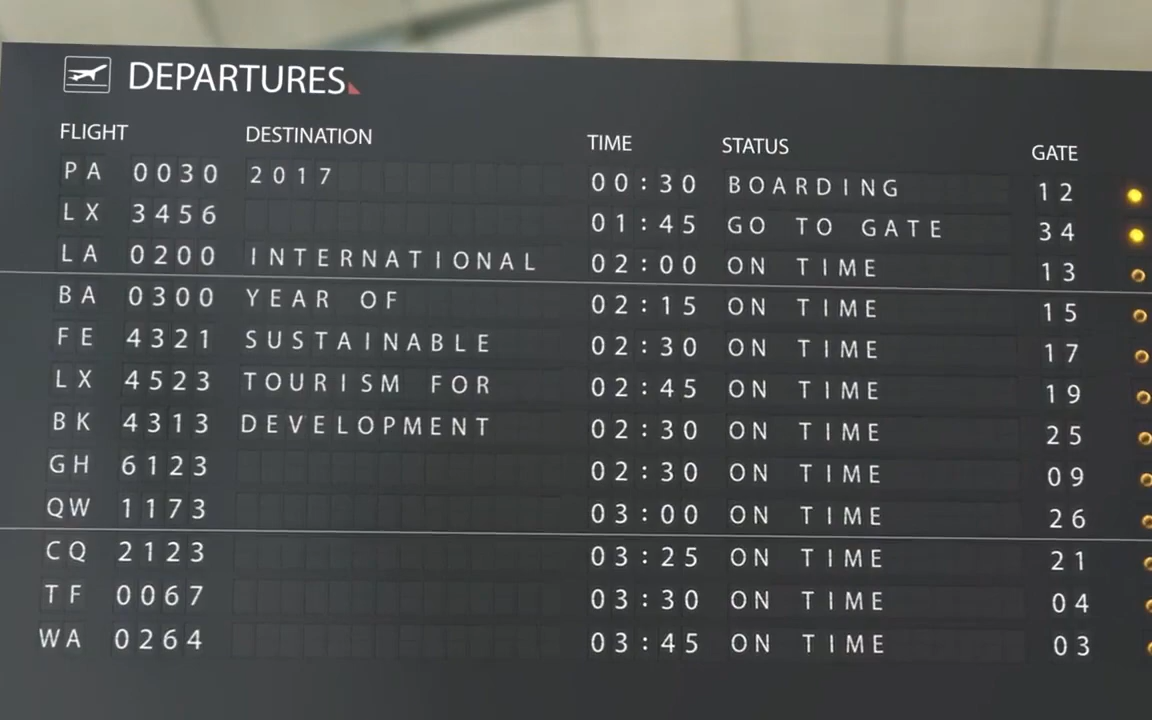 DEPARTURES
FLIGHT DESTINATION TIME STATUS GATE
PA 0030 2017 00:30 BOARDING 12
LX 3456 01:45 GO TO GATE 34
LA 0200 INTERNATIONAL 02:00 ON TIME 13
BA 0300 YEAR OF 02:15 ON TIME 15
FE 4321 SUSTAINABLE 02:30 ON TIME 17
LX 4523 TOURISM FOR 02:45 ON TIME 19
BK 4313 DEVELOPMENT 02:30 ON TIME 25
GH 6123 02:30 ON TIME 09
QW 1173 03:00 ON TIME 26
CQ 2123 03:25 ON TIME 21
TF 0067 03:30 ON TIME 04
WA 0264 03:45 ON TIME 03